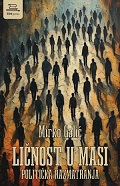 Mirko Galić
LIČNOST U MASI
POLITIČKA RAZMATRANJA